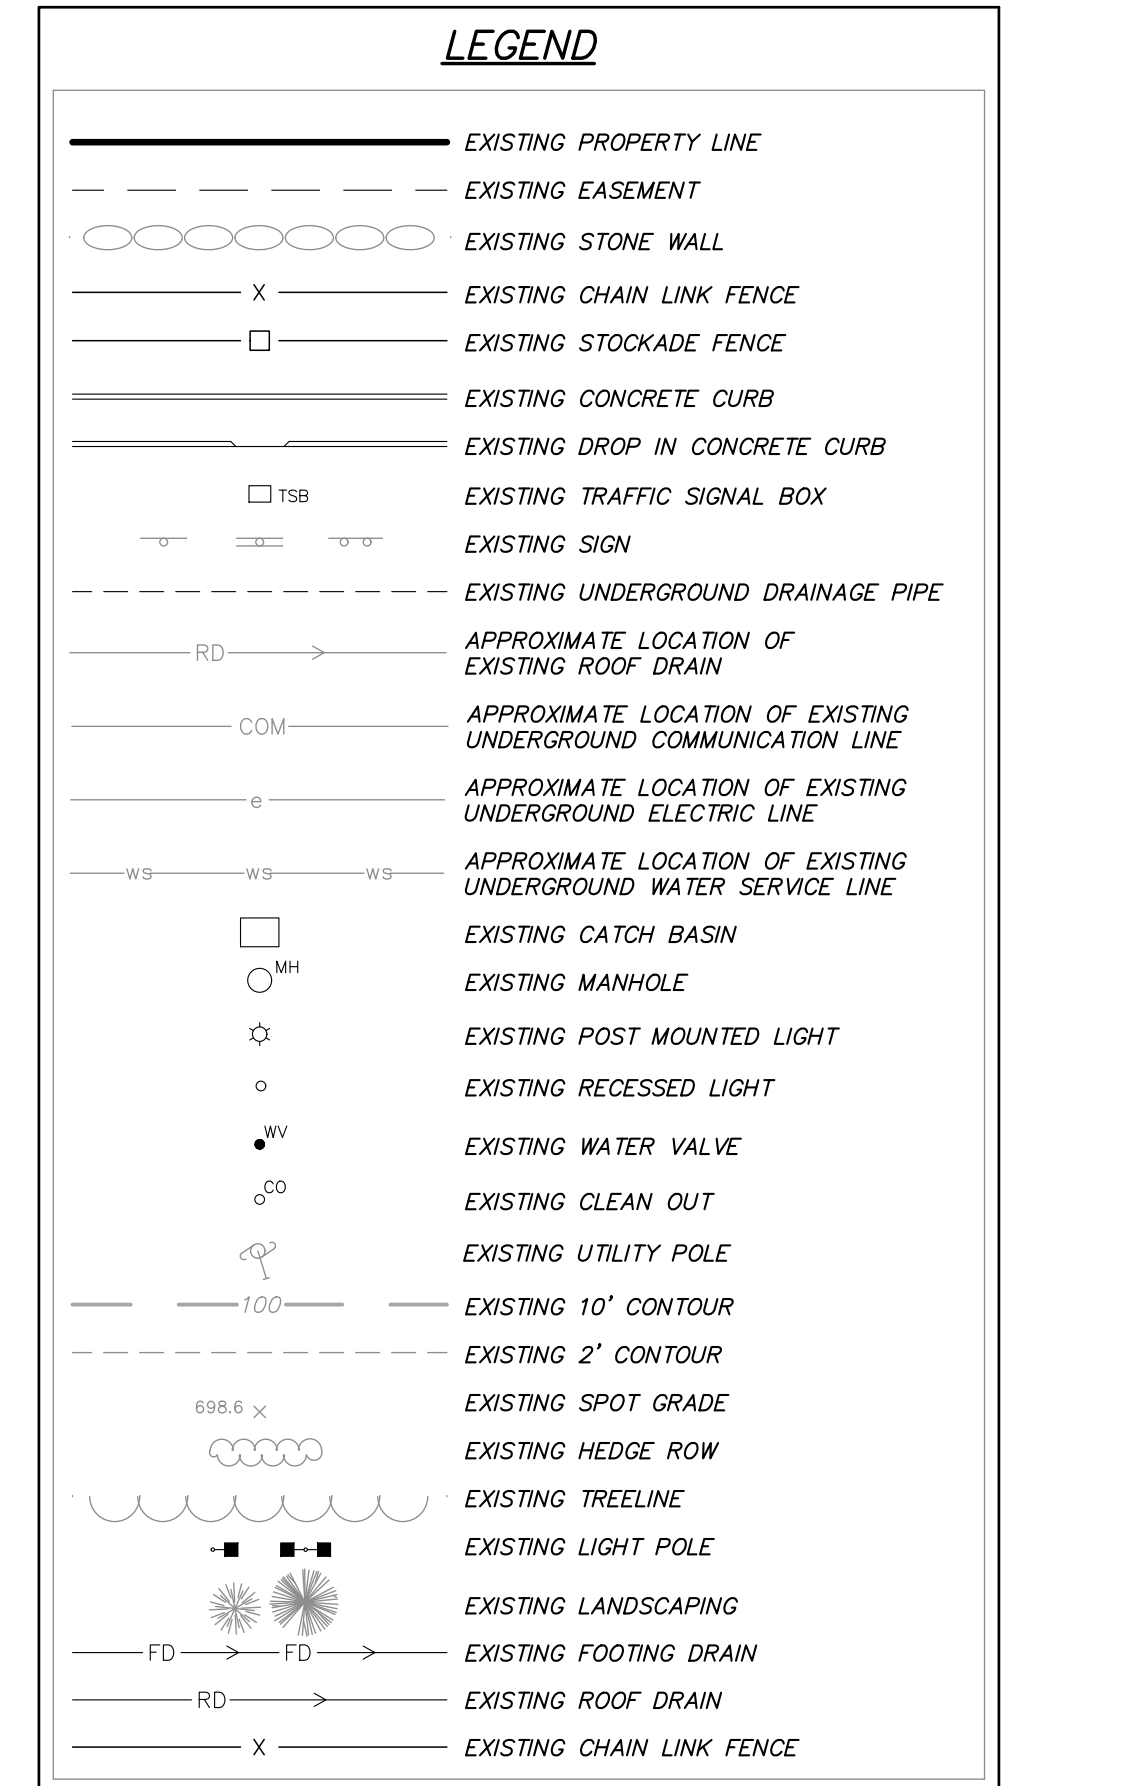 LEGEND
EXISTING PROPERTY LINE
EXISTING EASEMENT
EXISTING STONE WALL
X EXISTING CHAIN LINK FENCE
EXISTING STOCKADE FENCE
EXISTING CONCRETE CURB
EXISTING DROP IN CONCRETE CURB
TSB EXISTING TRAFFIC SIGNAL BOX
EXISTING SIGN
EXISTING UNDERGROUND DRAINAGE PIPE
RD APPROXIMATE LOCATION OF
EXISTING ROOF DRAIN
COM APPROXIMATE LOCATION OF EXISTING
UNDERGROUND COMMUNICATION LINE
e APPROXIMATE LOCATION OF EXISTING
UNDERGROUND ELECTRIC LINE
WS WS WS APPROXIMATE LOCATION OF EXISTING
UNDERGROUND WATER SERVICE LINE
EXISTING CATCH BASIN
MH EXISTING MANHOLE
EXISTING POST MOUNTED LIGHT
EXISTING RECESSED LIGHT
WV EXISTING WATER VALVE
CO EXISTING CLEAN OUT
EXISTING UTILITY POLE
100 EXISTING 10' CONTOUR
EXISTING 2' CONTOUR
698.6 EXISTING SPOT GRADE
EXISTING HEDGE ROW
EXISTING TREELINE
EXISTING LIGHT POLE
EXISTING LANDSCAPING
FD FD EXISTING FOOTING DRAIN
RD EXISTING ROOF DRAIN
X EXISTING CHAIN LINK FENCE